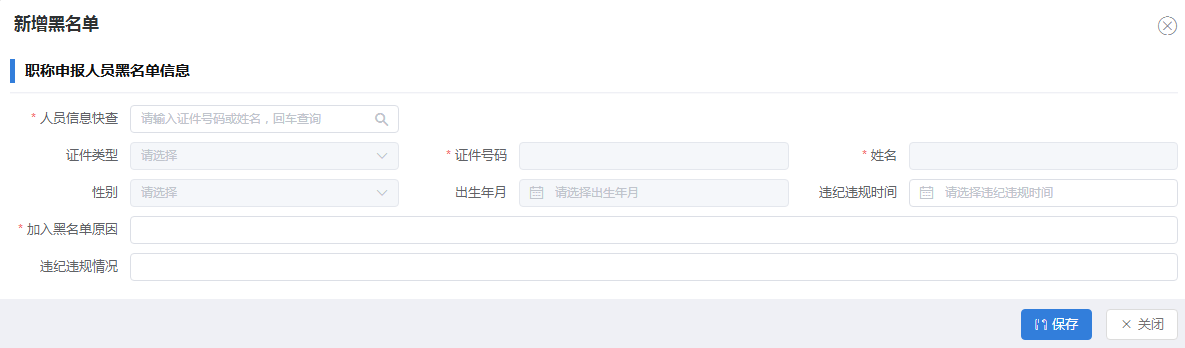 新增黑名单
职称申报人员黑名单信息
* 人员信息快查 请输入证件号码或姓名，回车查询
证件类型 请选择 * 证件号码 * 姓名
性别 请选择 出生年月 请选择出生年月 违纪违规时间 请选择违纪违规时间
* 加入黑名单原因
违纪违规情况
保存 × 关闭